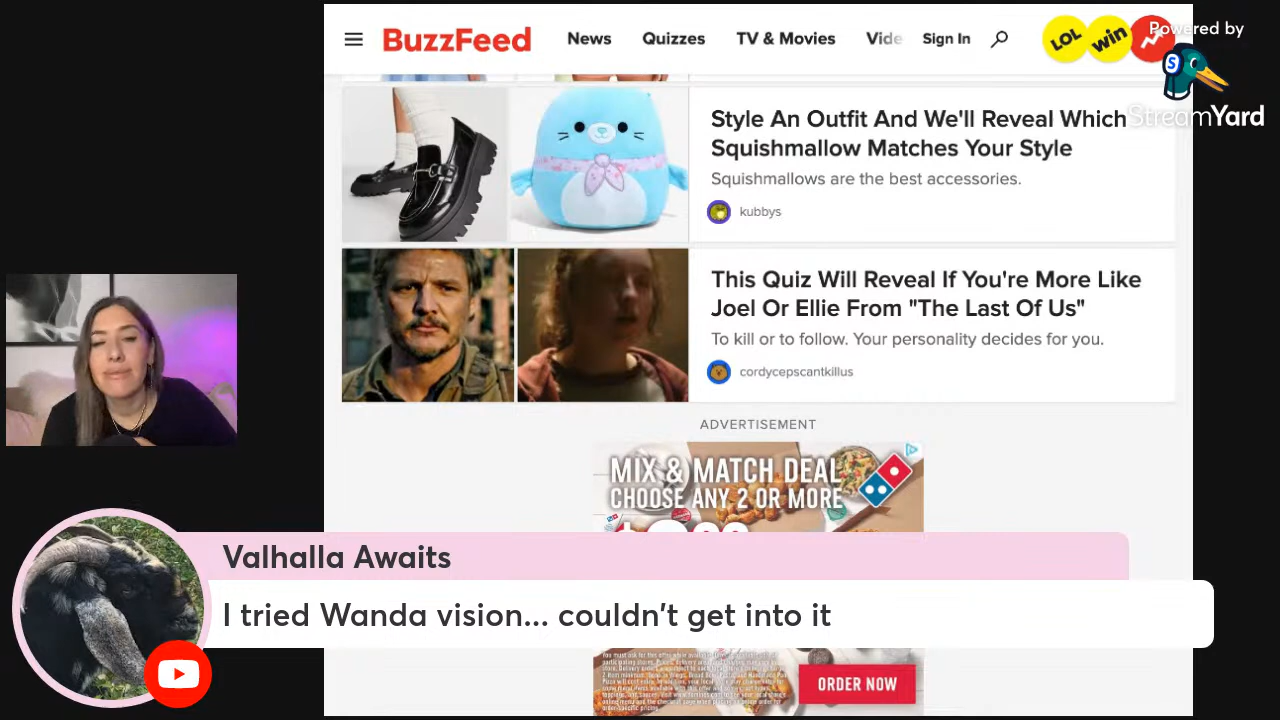 BuzzFeed
News
Quizzes
TV & Movies
Vide
Sign In
LOL
win
Powered by
StreamYard
Style An Outfit And We'll Reveal Which
Squishmallow Matches Your Style
Squishmallows are the best accessories.
kubbys
This Quiz Will Reveal If You're More Like
Joel Or Ellie From "The Last Of Us"
To kill or to follow. Your personality decides for you.
cordycepscantkillus
ADVERTISEMENT
MIX & MATCH DEAL
CHOOSE ANY 2 OR MORE
Valhalla Awaits
I tried Wanda vision... couldn't get into it
ORDER NOW